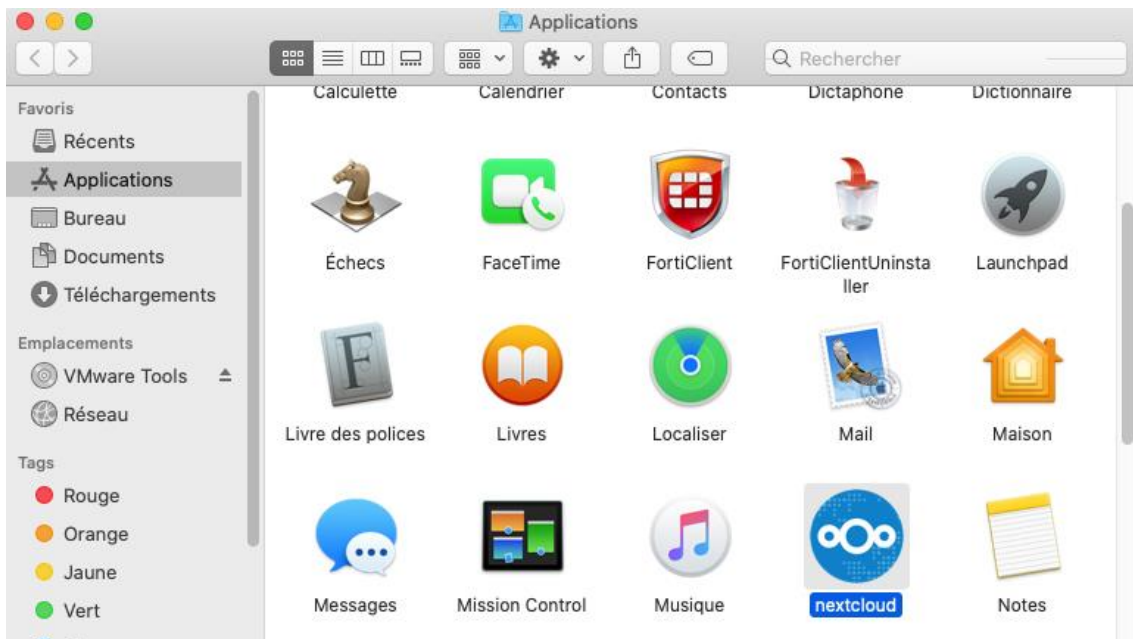 Applications
Rechercher
Favoris
Récents
Applications
Bureau
Documents
Téléchargements
Emplacements
VMware Tools
Réseau
Tags
Rouge
Orange
Jaune
Vert
Calculette
Calendrier
Contacts
Dictaphone
Dictionnaire
Échecs
FaceTime
FortiClient
FortiClientUninsta
ller
Launchpad
Livre des polices
Livres
Localiser
Mail
Maison
Messages
Mission Control
Musique
nextcloud
Notes